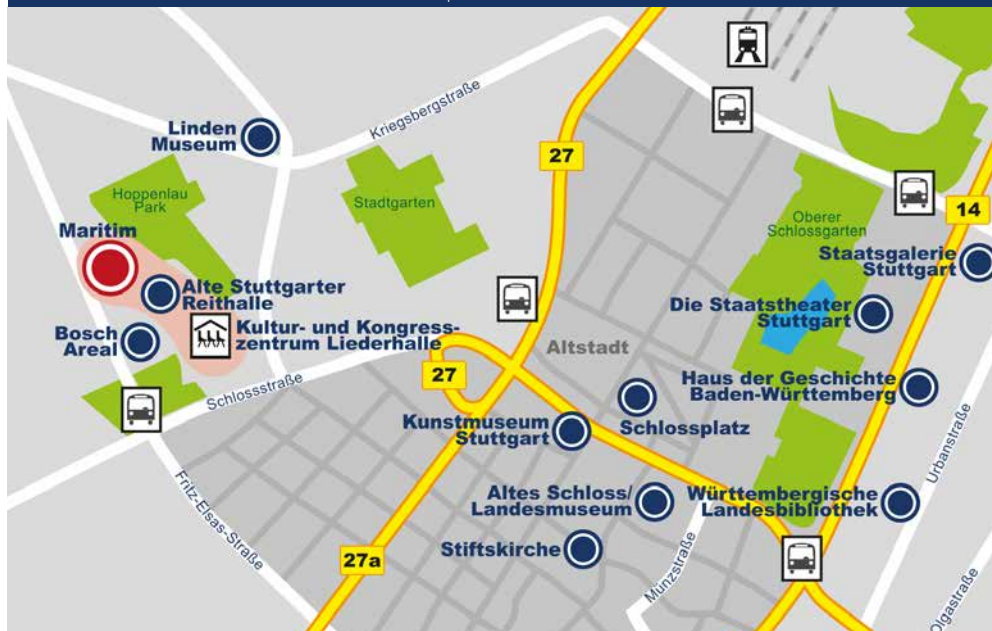 Kriegsbergstraße
Linden
Museum
27
Hoppenlau
Park
Stadtgarten
Oberer
Schlossgarten
14
Maritim
Staatsgalerie
Stuttgart
Alte Stuttgarter
Reithalle
Die Staatstheater
Stuttgart
Bosch
Areal
Kultur- und Kongress-
zentrum Liederhalle
Altstadt
27
Schlossstraße
Haus der Geschichte
Baden-Württemberg
Kunstmuseum
Stuttgart
Schlossplatz
Urbanstraße
Fritz-Elsas-Straße
Altes Schloss/
Landesmuseum
Württembergische
Landesbibliothek
Stiftskirche
27a
Münzstraße
Olgastraße